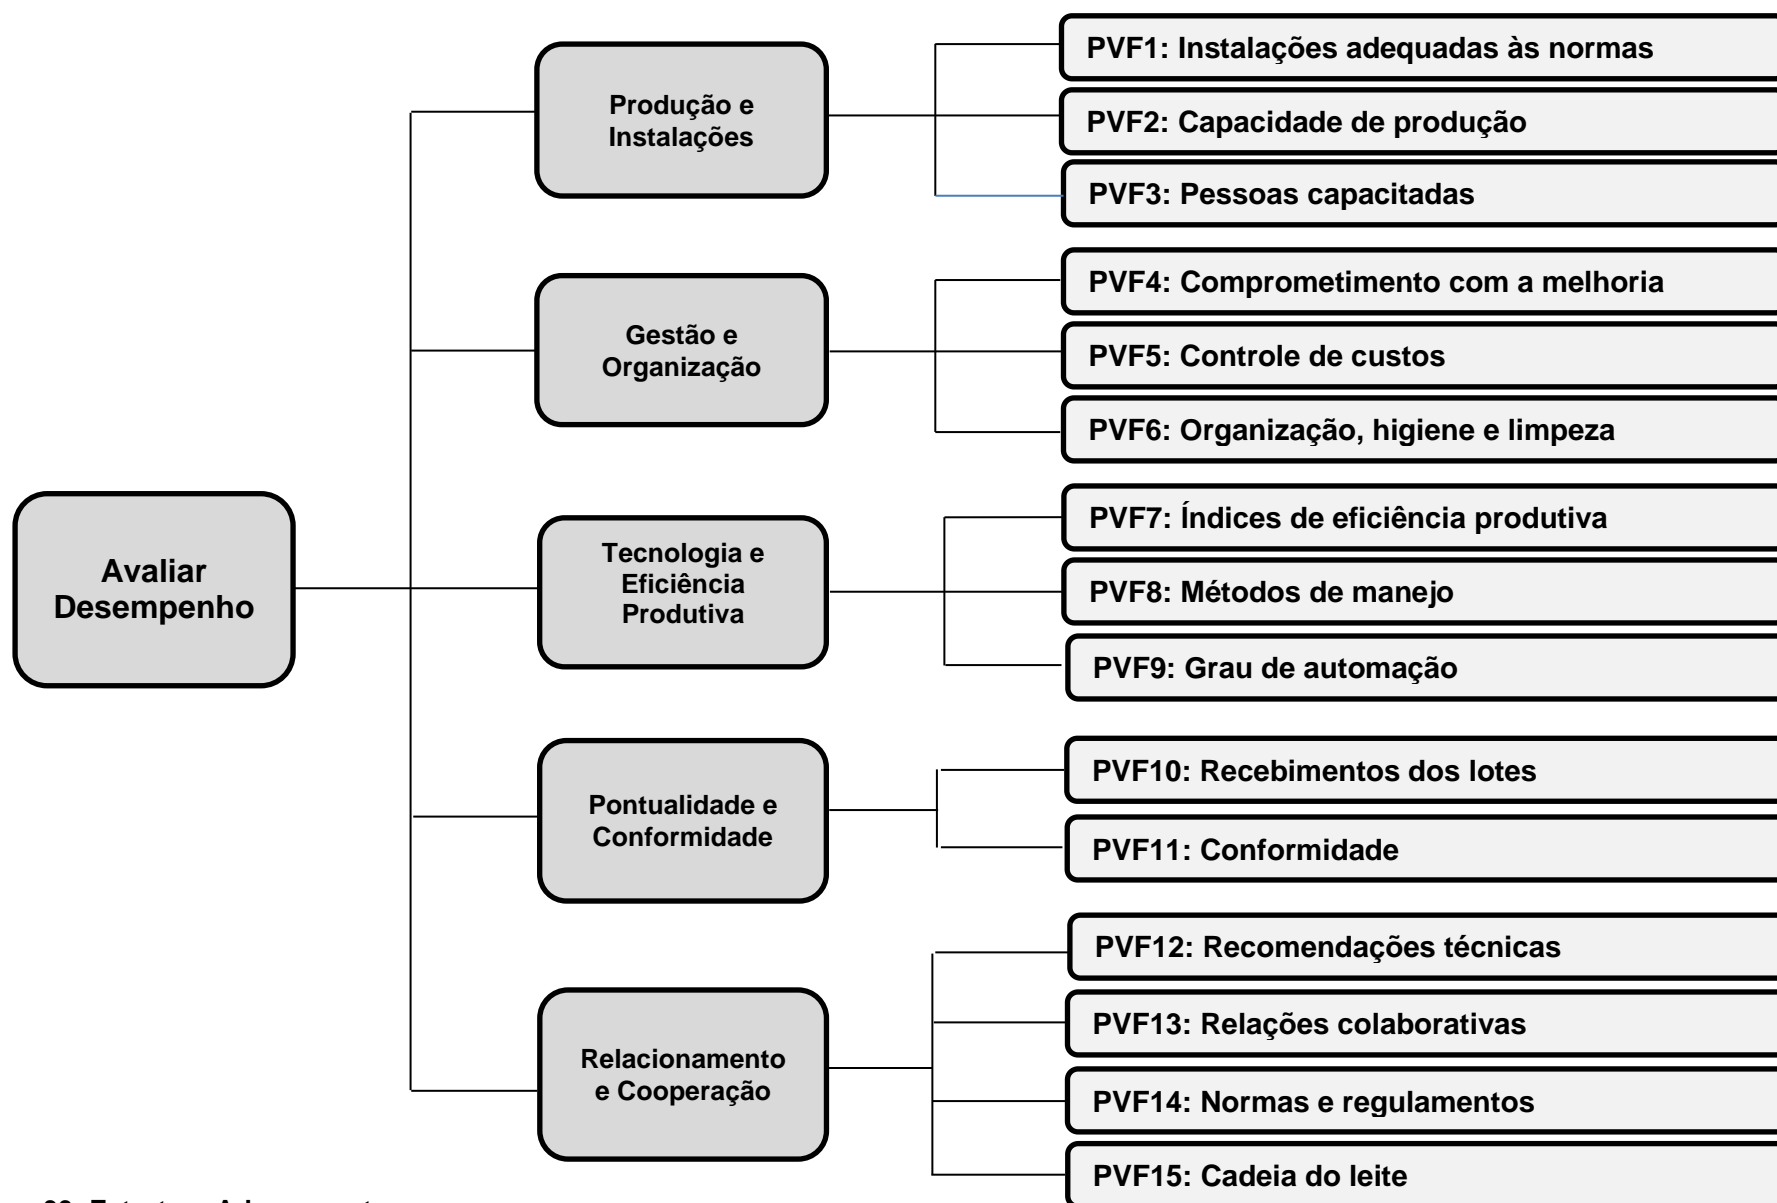 Avaliar
Desempenho
Produção e
Instalações
PVF1: Instalações adequadas às normas
PVF2: Capacidade de produção
PVF3: Pessoas capacitadas
Gestão e
Organização
PVF4: Comprometimento com a melhoria
PVF5: Controle de custos
PVF6: Organização, higiene e limpeza
Tecnologia e
Eficiência
Produtiva
PVF7: Índices de eficiência produtiva
PVF8: Métodos de manejo
PVF9: Grau de automação
Pontualidade e
Conformidade
PVF10: Recebimentos dos lotes
PVF11: Conformidade
Relacionamento
e Cooperação
PVF12: Recomendações técnicas
PVF13: Relações colaborativas
PVF14: Normas e regulamentos
PVF15: Cadeia do leite